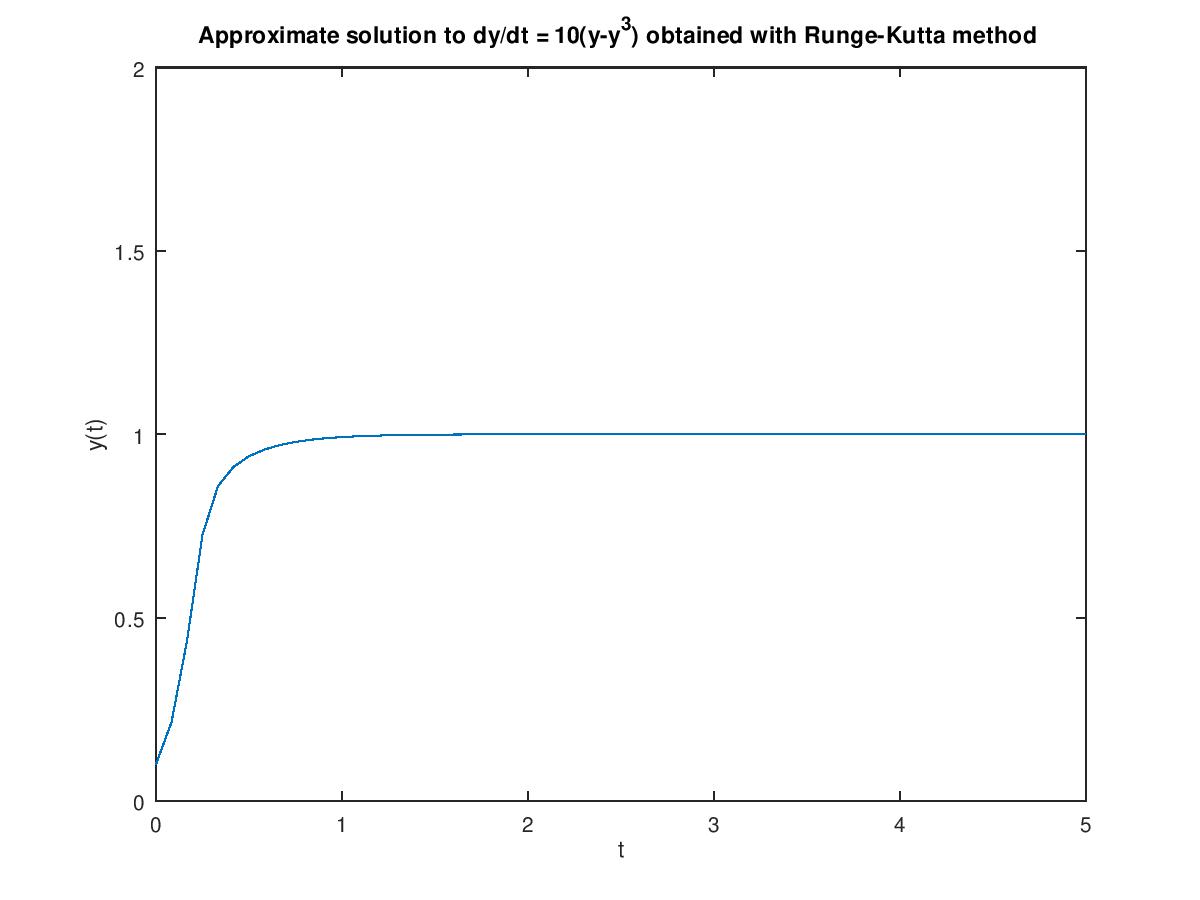 Approximate solution to dy/dt = 10(y-y³) obtained with Runge-Kutta method
2
1.5
1
0.5
0
y(t)
0 1 2 3 4 5
t